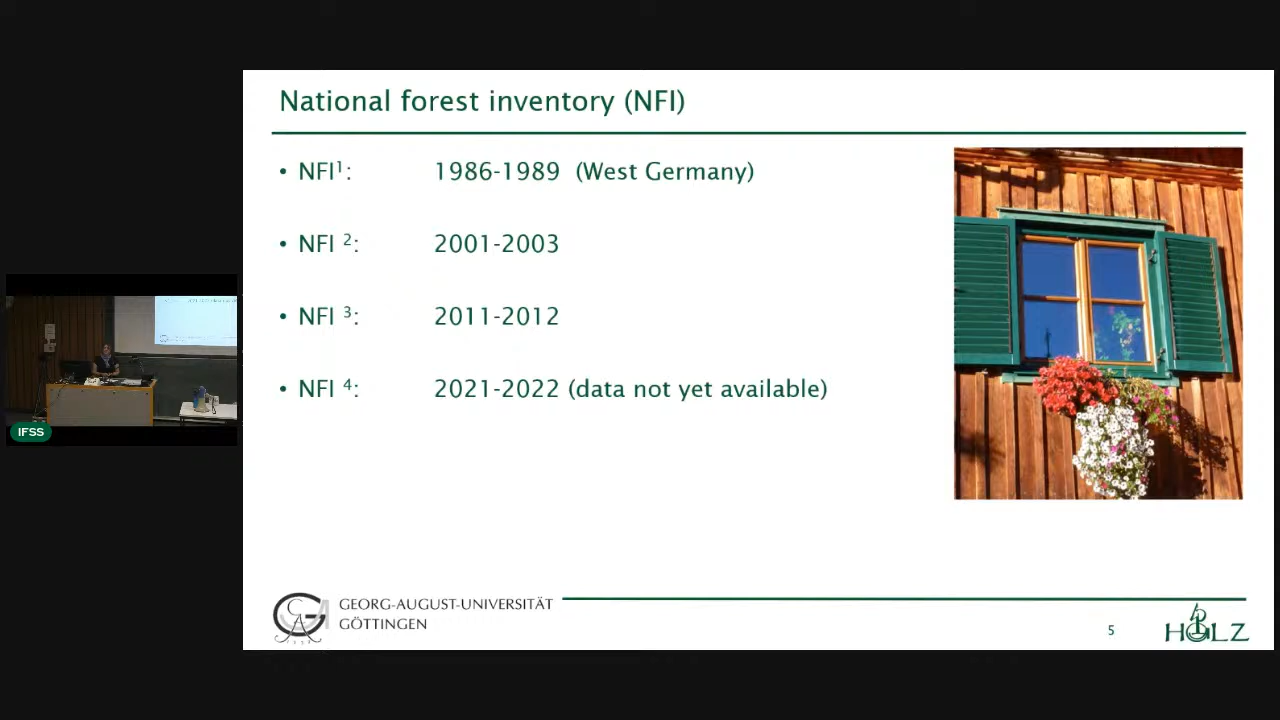 National forest inventory (NFI)
• NFI¹: 1986-1989 (West Germany)
• NFI ²: 2001-2003
• NFI ³: 2011-2012
• NFI ⁴: 2021-2022 (data not yet available)
IFSS
GEORG-AUGUST-UNIVERSITÄT
GÖTTINGEN
5
HOLZ